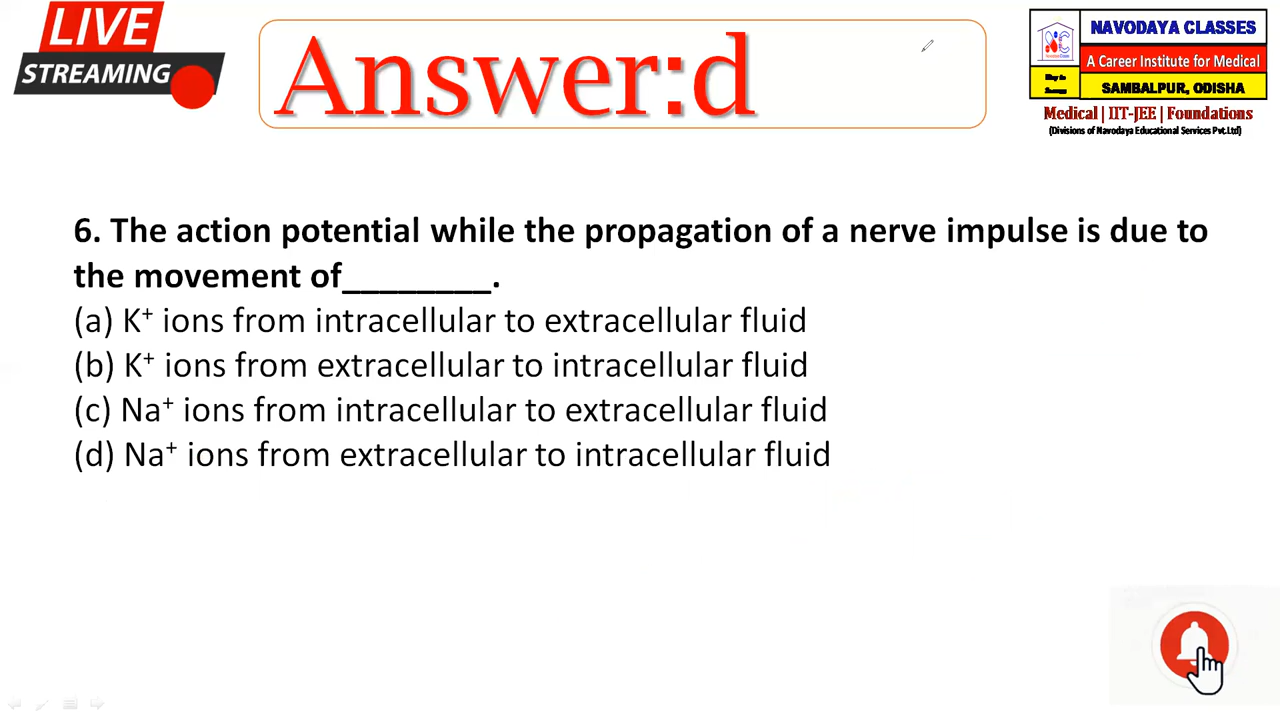 LIVE
STREAMING
Answer:d
NAVODAYA CLASSES
A Career Institute for Medical
SAMBALPUR, ODISHA
Medical | IIT-JEE | Foundations
(Divisions of Navodaya Educational Services Pvt.Ltd)
6. The action potential while the propagation of a nerve impulse is due to
the movement of________.
(a) K⁺ ions from intracellular to extracellular fluid
(b) K⁺ ions from extracellular to intracellular fluid
(c) Na⁺ ions from intracellular to extracellular fluid
(d) Na⁺ ions from extracellular to intracellular fluid